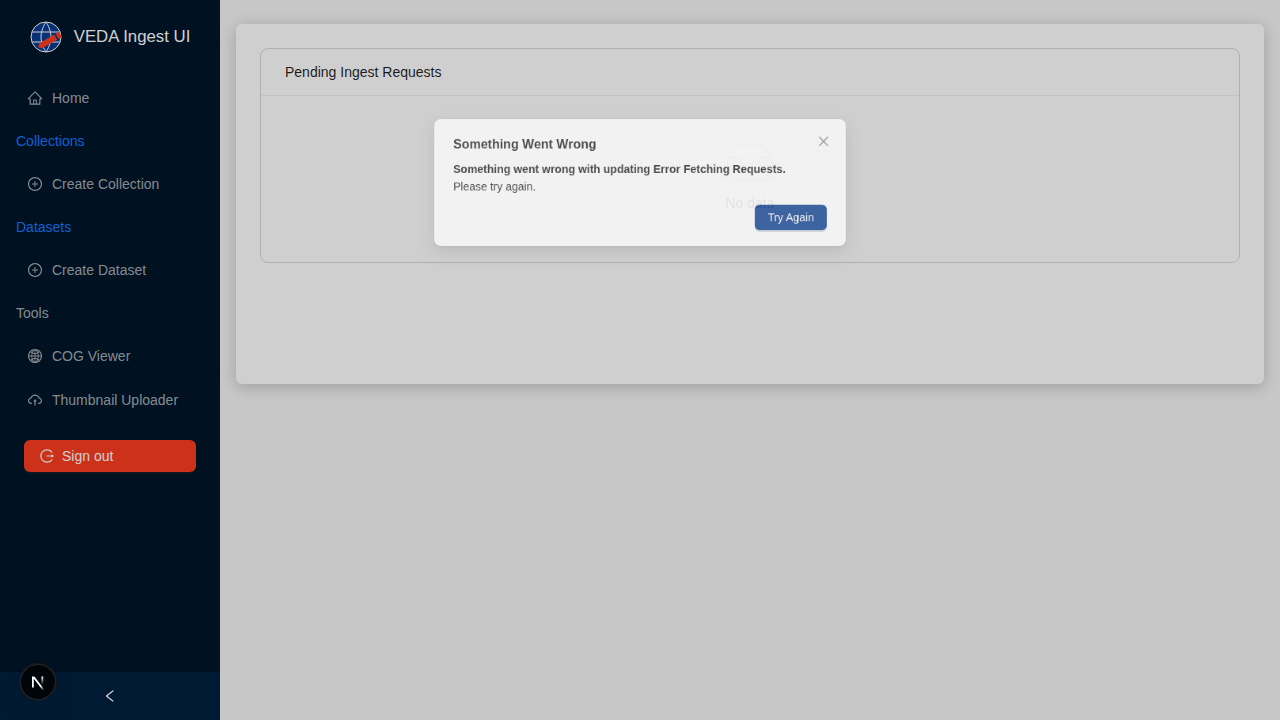 VEDA Ingest UI
Home
Collections
Create Collection
Datasets
Create Dataset
Tools
COG Viewer
Thumbnail Uploader
Sign out
Pending Ingest Requests
Something Went Wrong
Something went wrong with updating Error Fetching Requests.
Please try again.
No data
Try Again
N